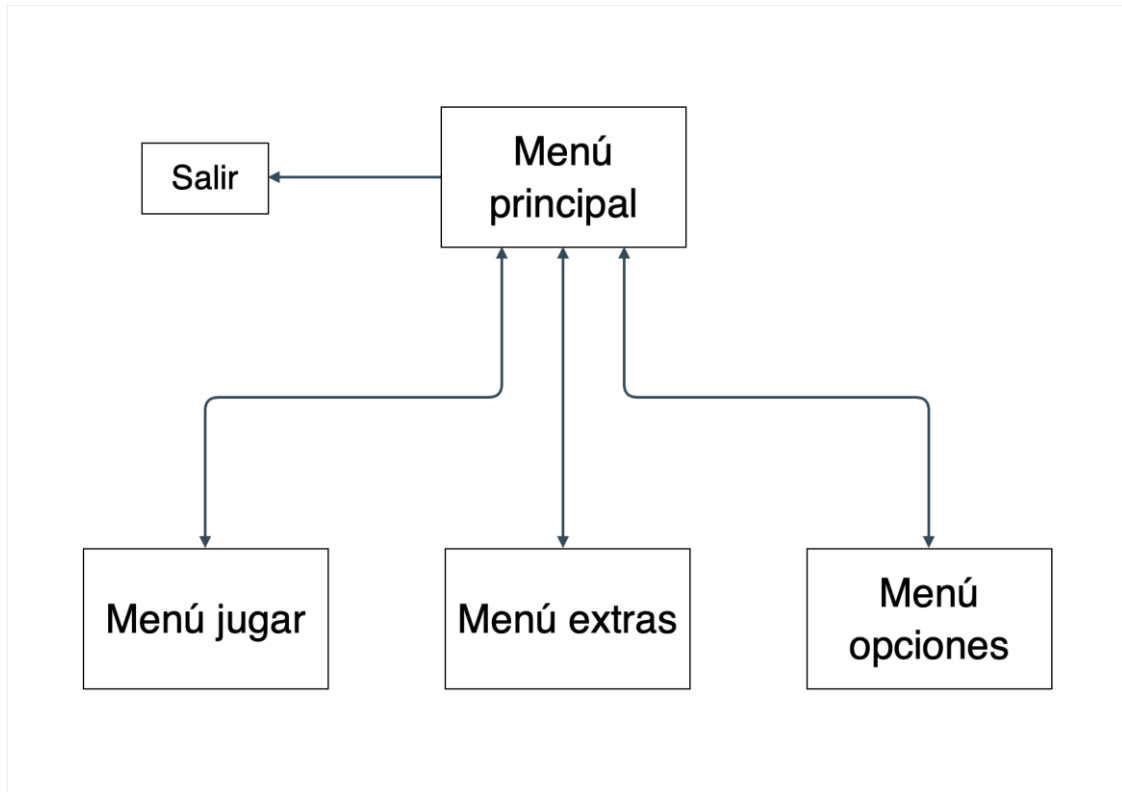 Menú
principal
Salir
Menú jugar
Menú extras
Menú
opciones